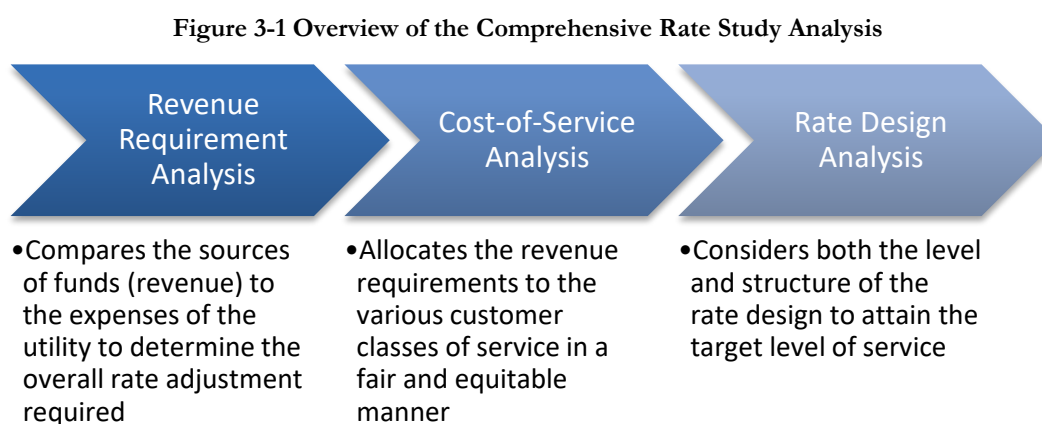 Figure 3-1 Overview of the Comprehensive Rate Study Analysis
Revenue
Requirement
Analysis
•Compares the sources
of funds (revenue) to
the expenses of the
utility to determine the
overall rate adjustment
required
Cost-of-Service
Analysis
•Allocates the revenue
requirements to the
various customer
classes of service in a
fair and equitable
manner
Rate Design
Analysis
•Considers both the level
and structure of the
rate design to attain the
target level of service